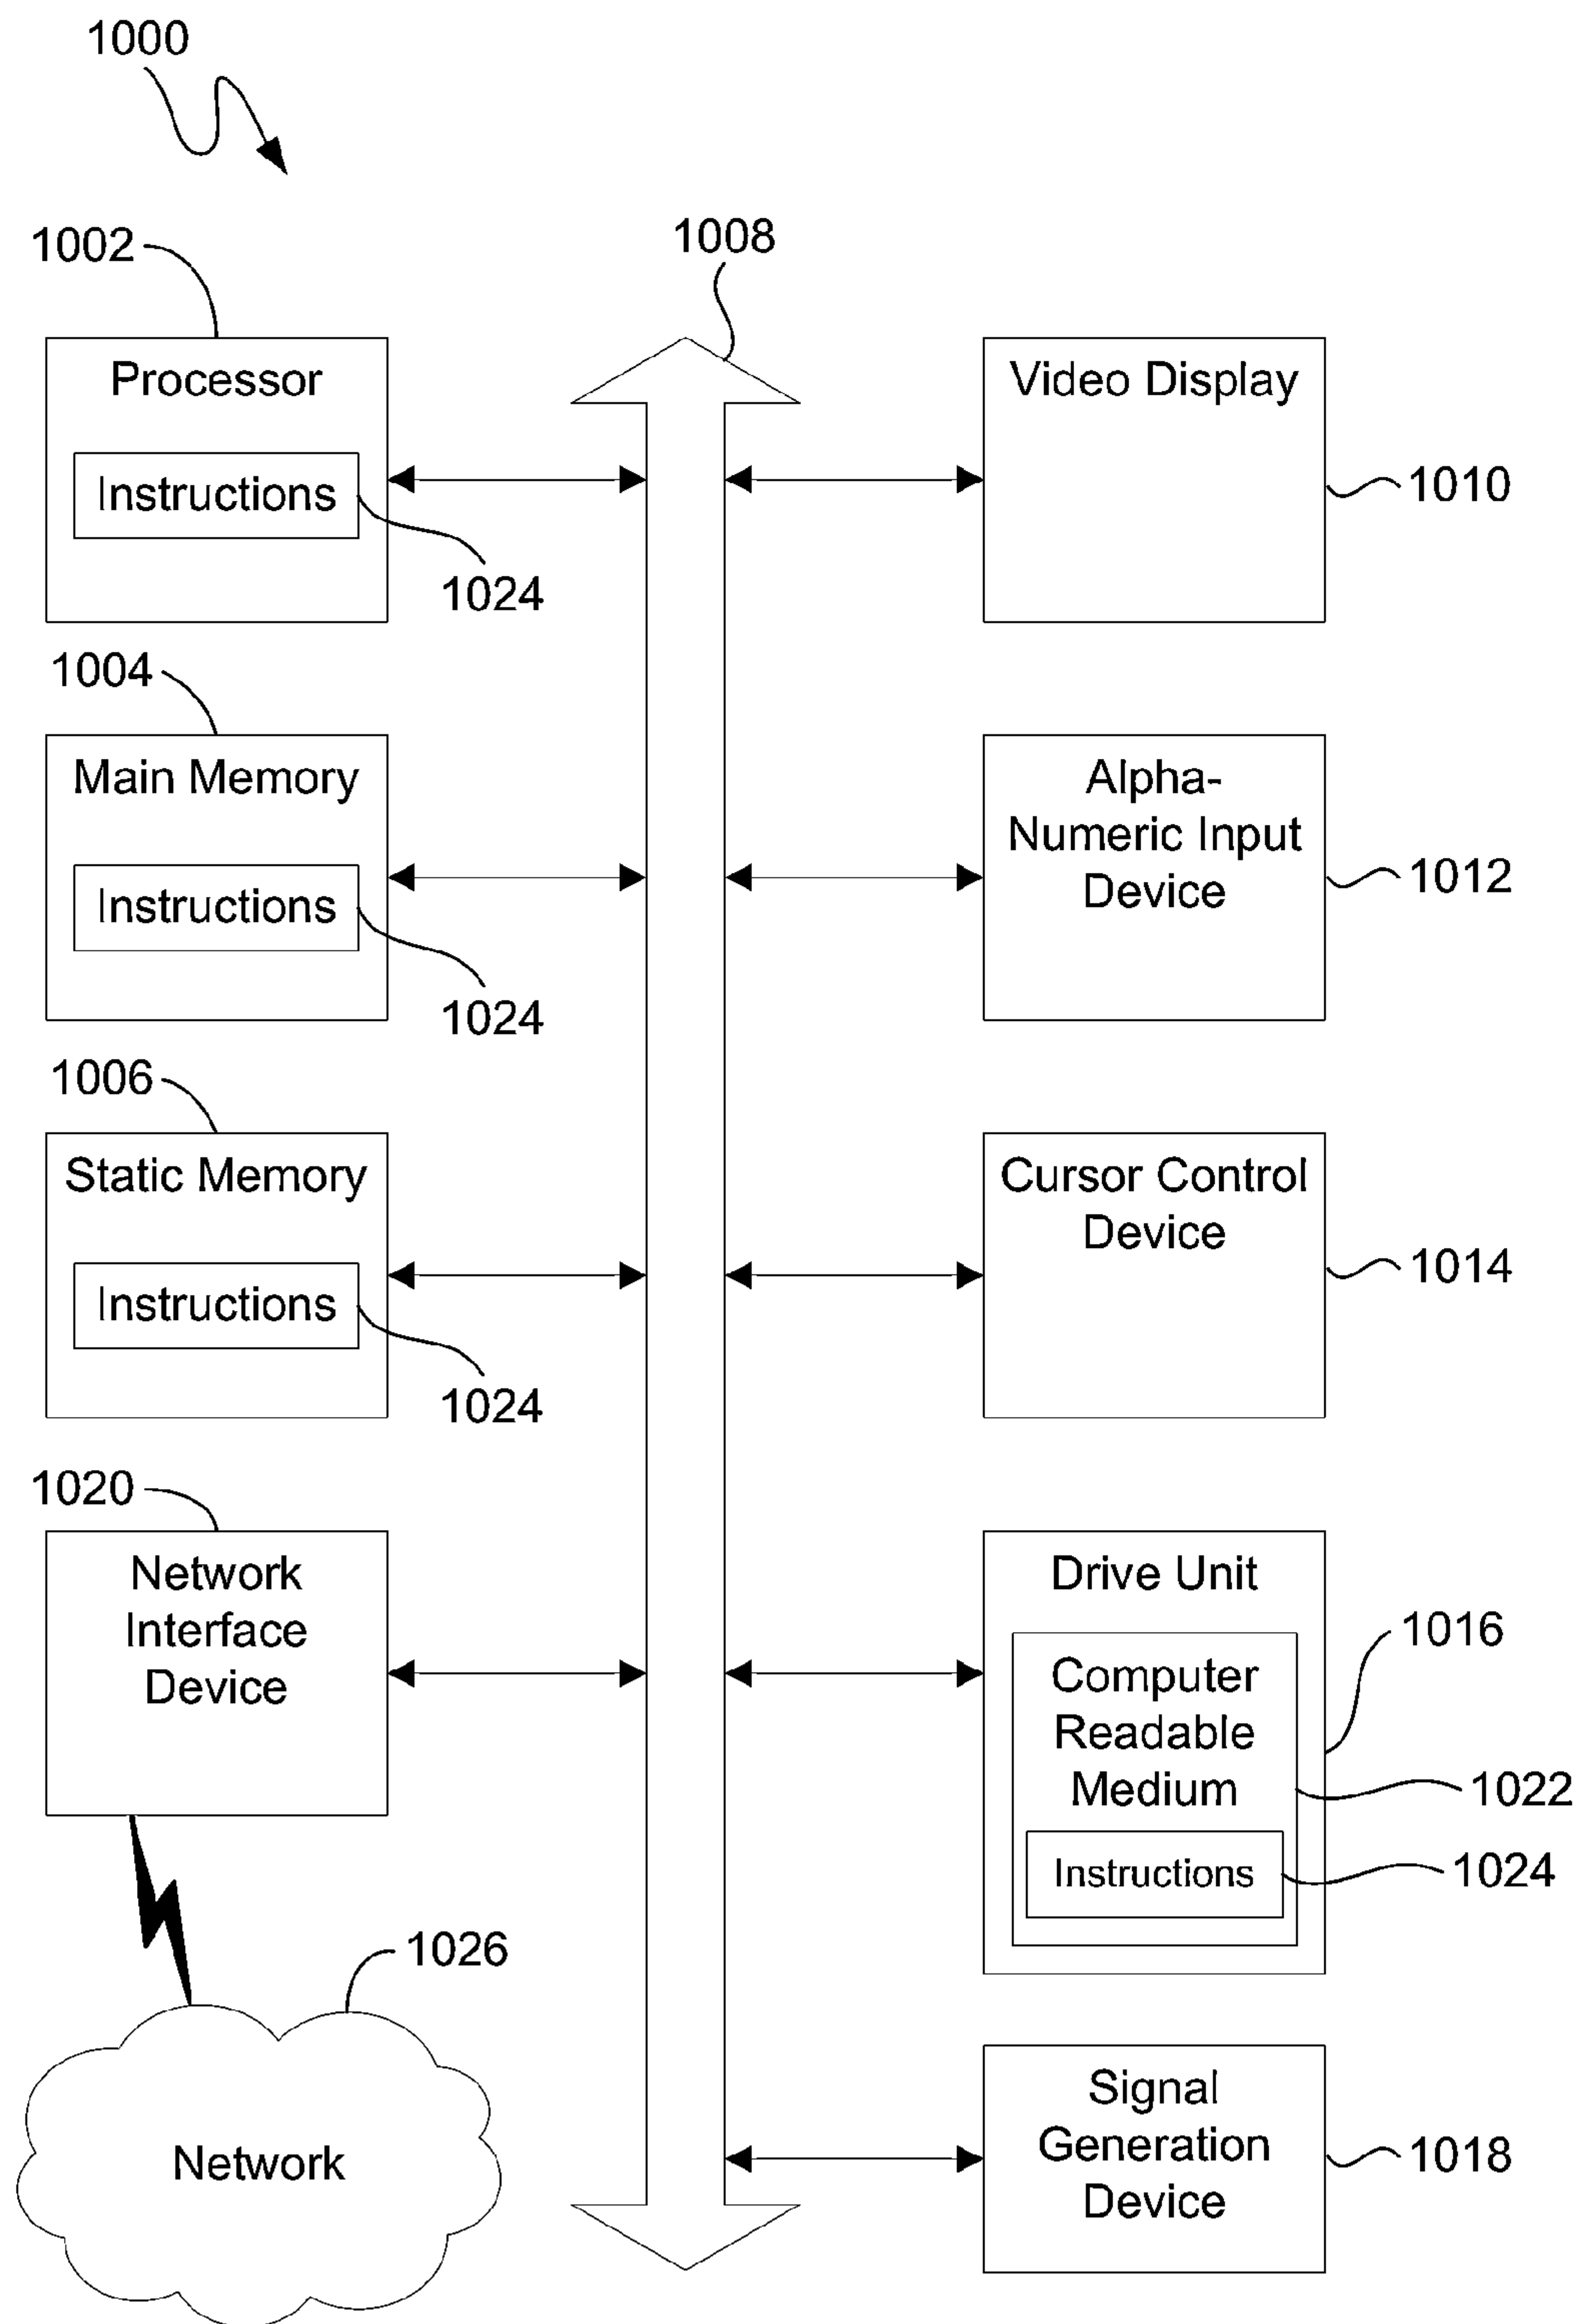 1000
1002
1008
Processor
Instructions
1024
Video Display
1010
1004
Main Memory
Instructions
1024
Alpha-
Numeric Input
Device
1012
1006
Static Memory
Instructions
1024
Cursor Control
Device
1014
1020
Network
Interface
Device
Drive Unit
1016
Computer
Readable
Medium
1022
Instructions
1024
1026
Network
Signal
Generation
Device
1018